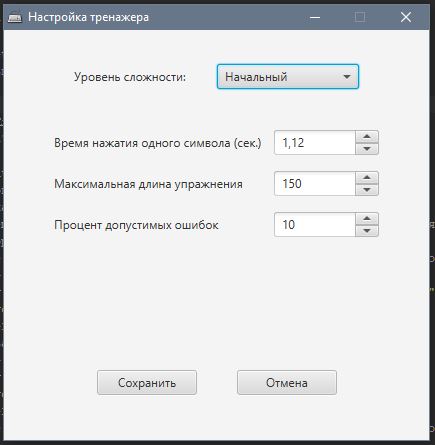 Настройка тренажера
Уровень сложности: Начальный
Время нажатия одного символа (сек.) 1,12
Максимальная длина упражнения 150
Процент допустимых ошибок 10
Сохранить Отмена